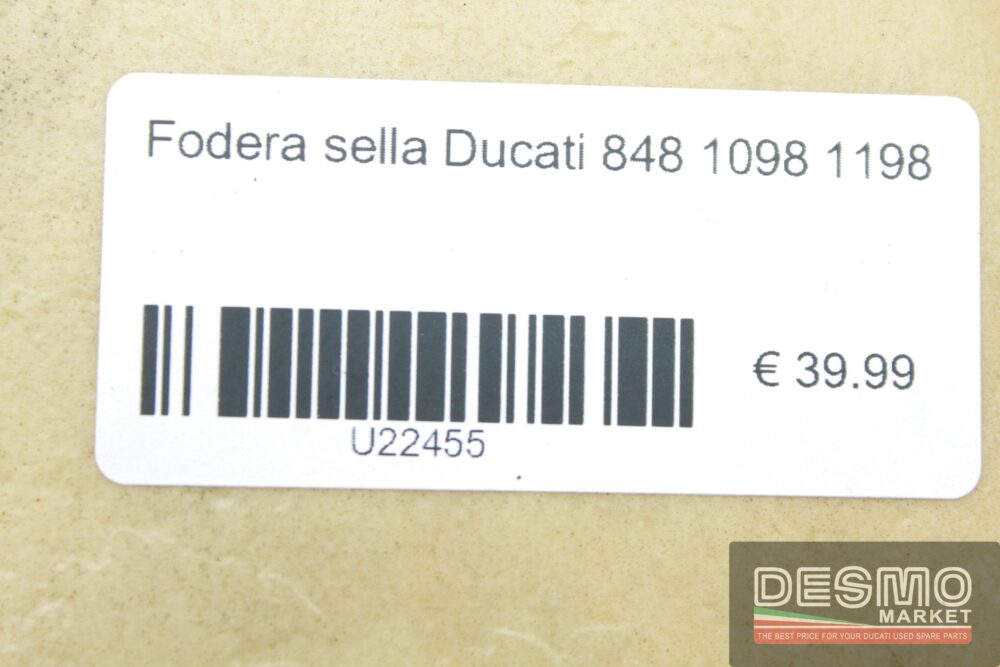 Fodera sella Ducati 848 1098 1198
€ 39.99
U22455
DESMO
MARKET
THE BEST PRICE FOR YOUR DUCATI USED SPARE PARTS